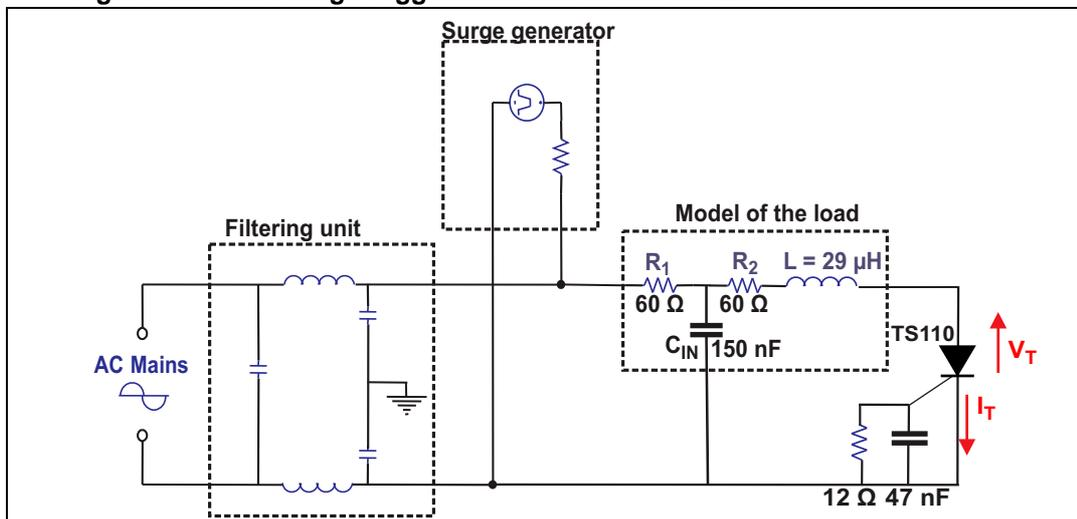 Surge generator
Filtering unit
Model of the load
R1
R2
L = 29 µH
60 Ω
60 Ω
CIN
150 nF
AC Mains
TS110
VT
IT
12 Ω
47 nF